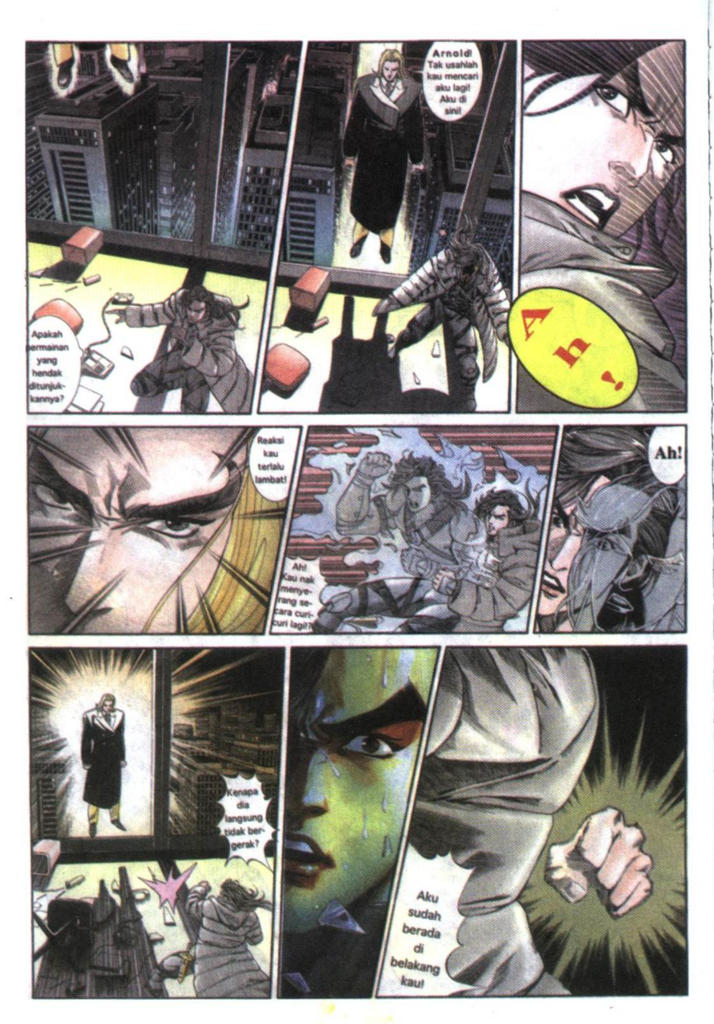 Apakah
permainan
yang
hendak
ditunjuk-
kannya?
Arnold!
Tak usahlah
kau mencari
aku lagi!
Aku di
sini!
Ah!
Reaksi
kau
terlalu
lambat!
Ah!
Kau nak
menye-
rang se-
cara curi-
curi lagi!?
Ah!
Kenapa
dia
langsung
tidak ber-
gerak?
Aku
sudah
berada
di
belakang
kau!